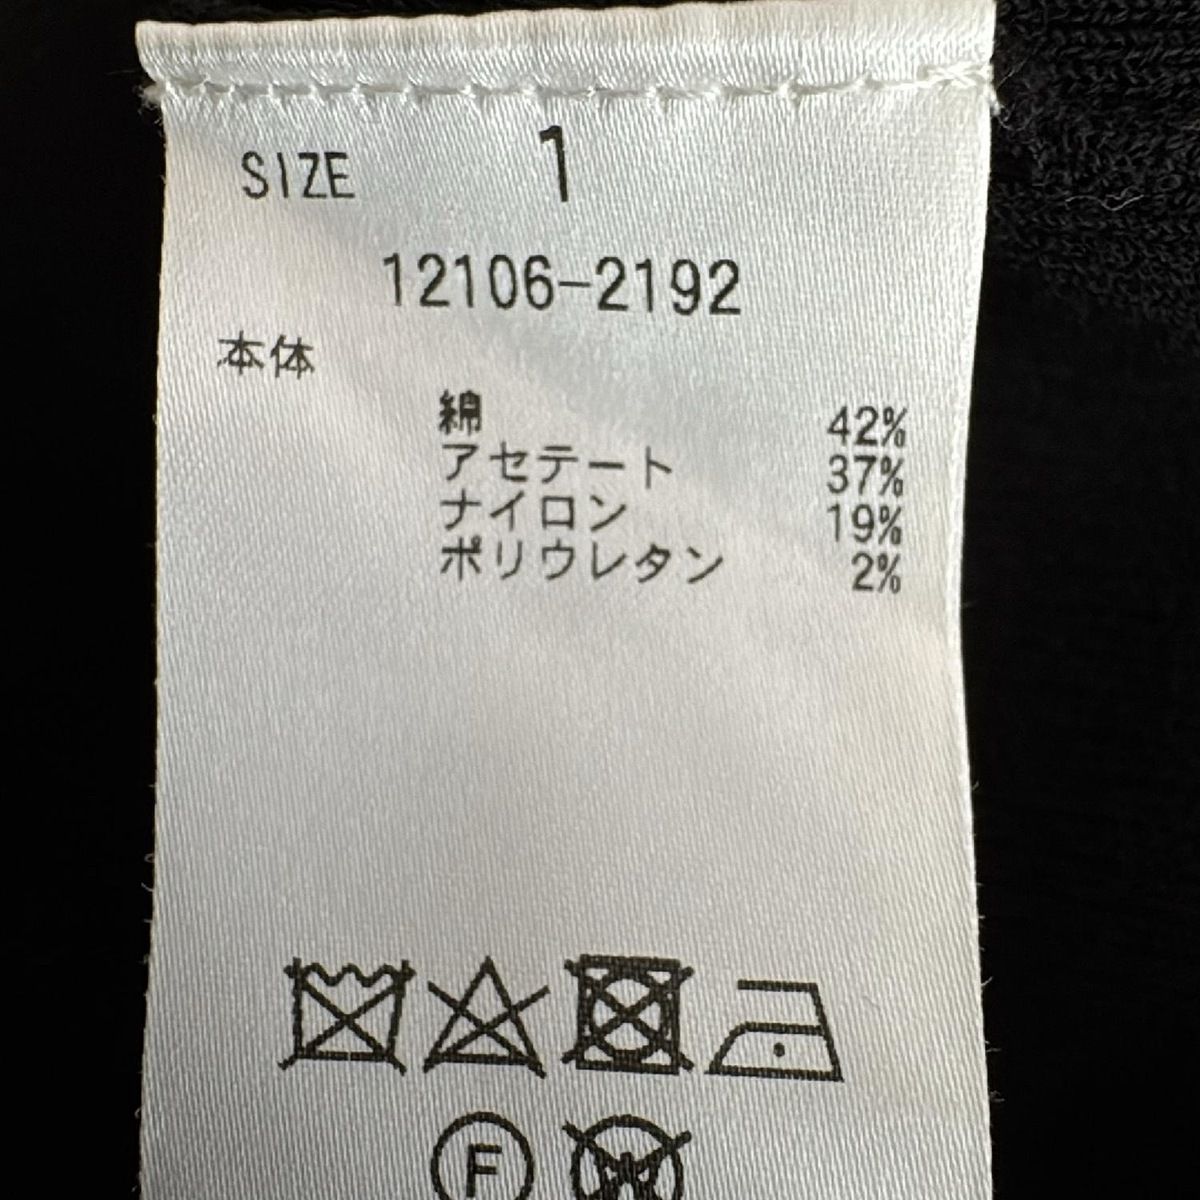 SIZE 1
12106-2192
本体
綿 42%
アセテート 37%
ナイロン 19%
ポリウレタン 2%
F